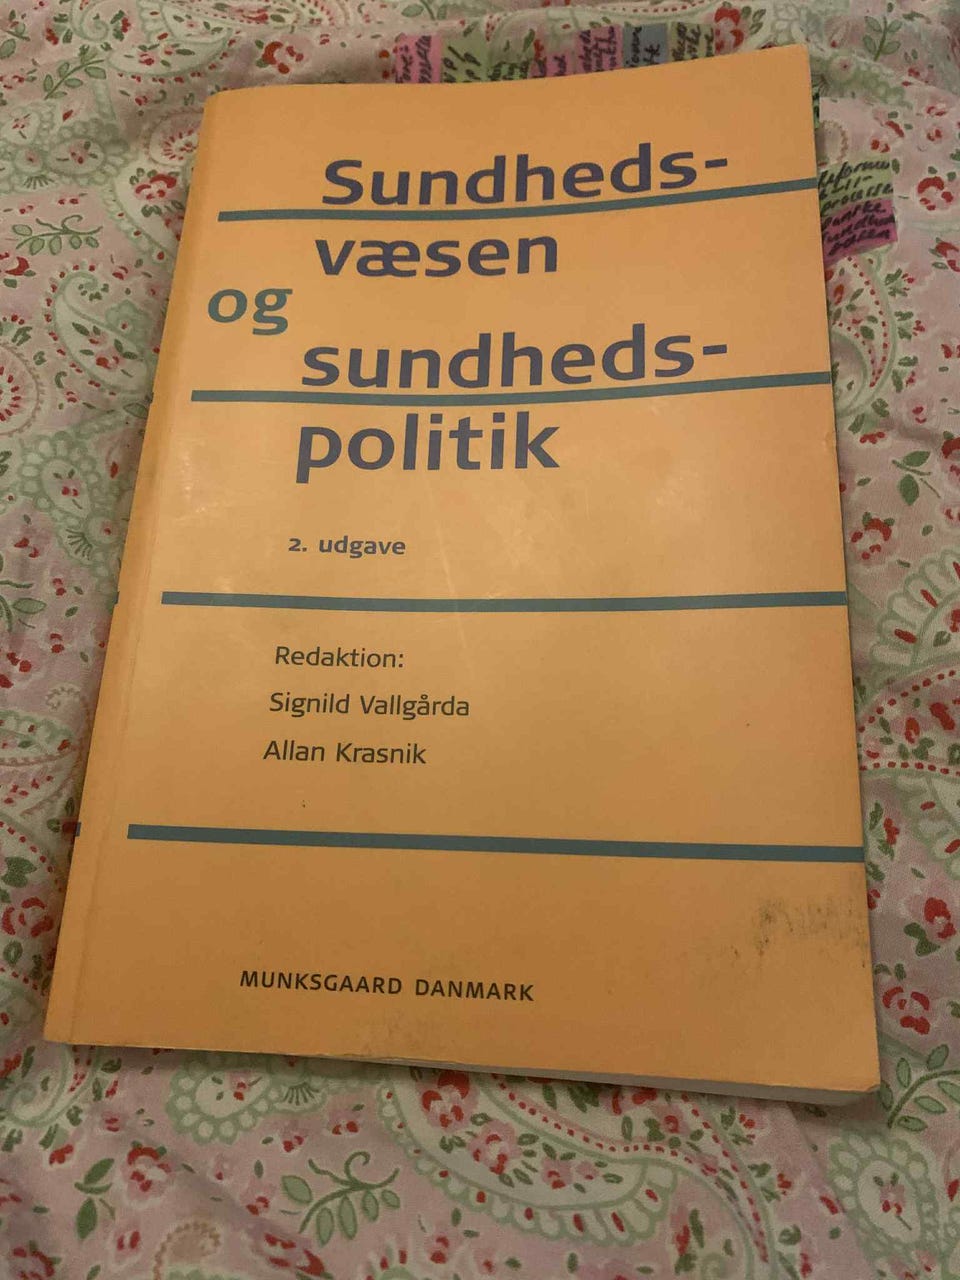 Sundheds-
væsen
og
sundheds-
politik
2. udgave
Redaktion:
Signild Vallgårda
Allan Krasnik
MUNKSGAARD DANMARK